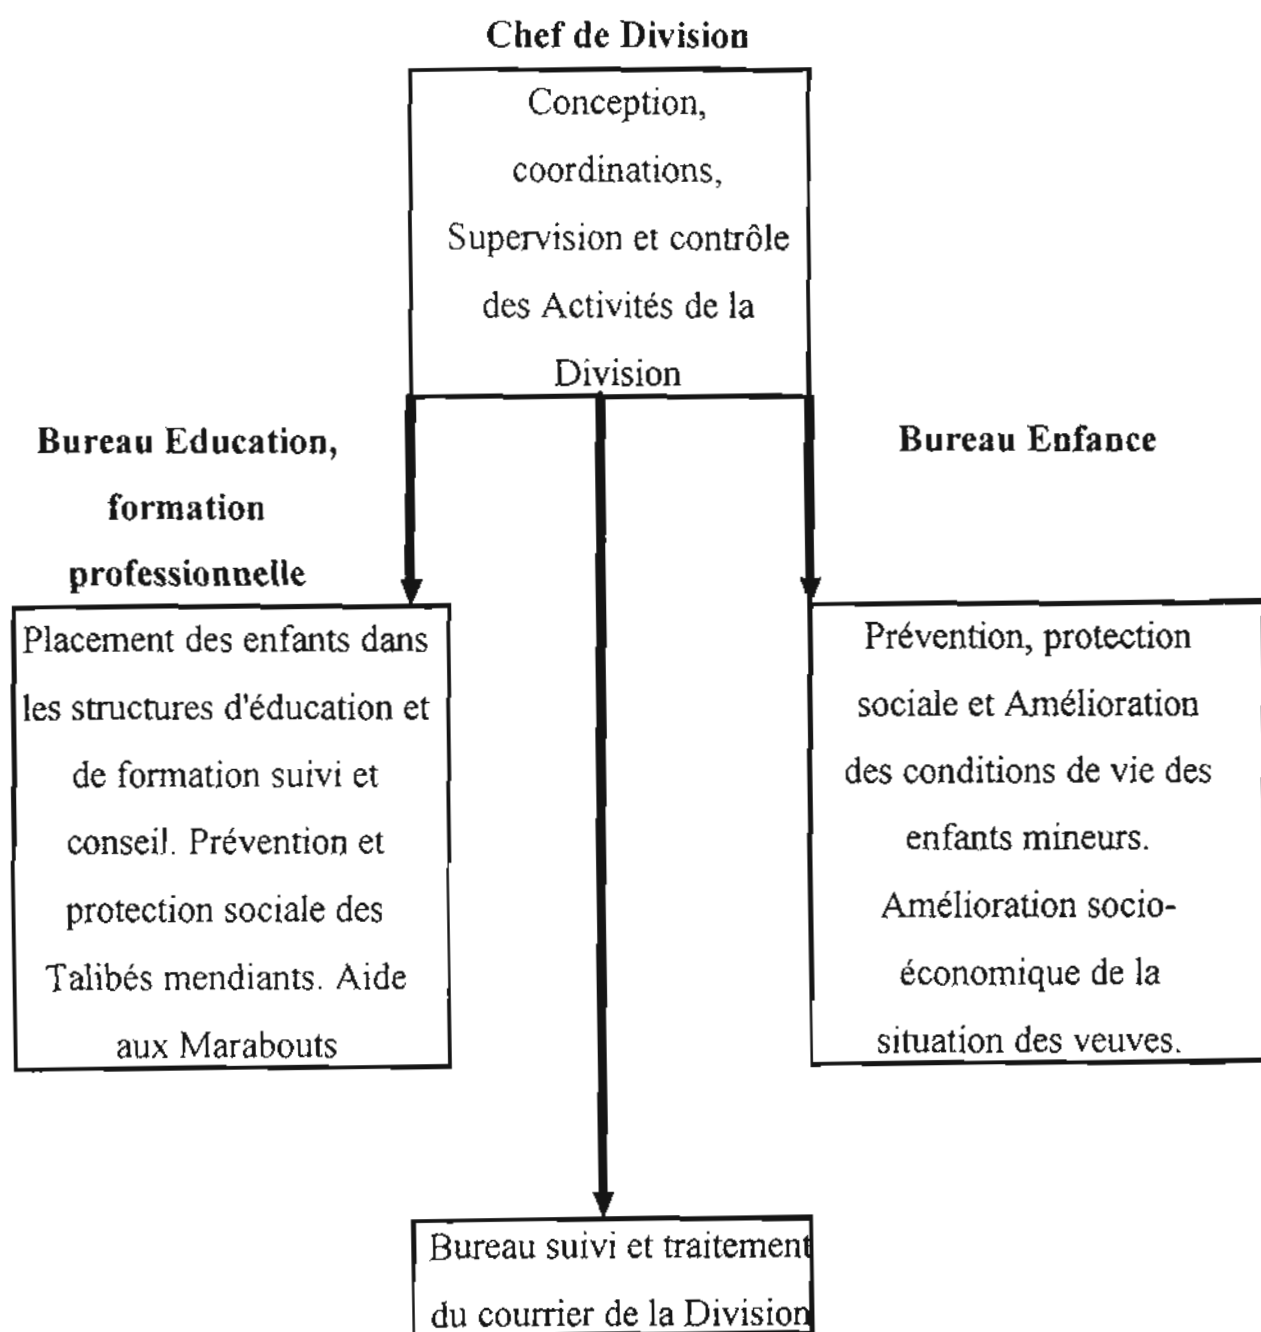 Chef de Division
Conception,
coordinations,
Supervision et contrôle
des Activités de la
Division
Bureau Education,
formation
professionnelle
Placement des enfants dans
les structures d'éducation et
de formation suivi et
conseil. Prévention et
protection sociale des
Talibés mendiants. Aide
aux Marabouts
Bureau Enfance
Prévention, protection
sociale et Amélioration
des conditions de vie des
enfants mineurs.
Amélioration socio-
économique de la
situation des veuves.
Bureau suivi et traitement
du courrier de la Division